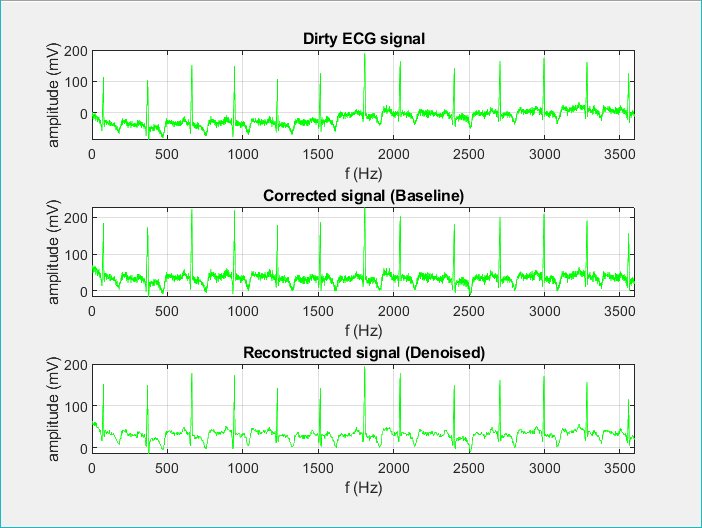 Dirty ECG signal
200
100
0
amplitude (mV)
0 500 1000 1500 2000 2500 3000 3500
f (Hz)
Corrected signal (Baseline)
200
100
0
amplitude (mV)
0 500 1000 1500 2000 2500 3000 3500
f (Hz)
Reconstructed signal (Denoised)
200
100
0
amplitude (mV)
0 500 1000 1500 2000 2500 3000 3500
f (Hz)